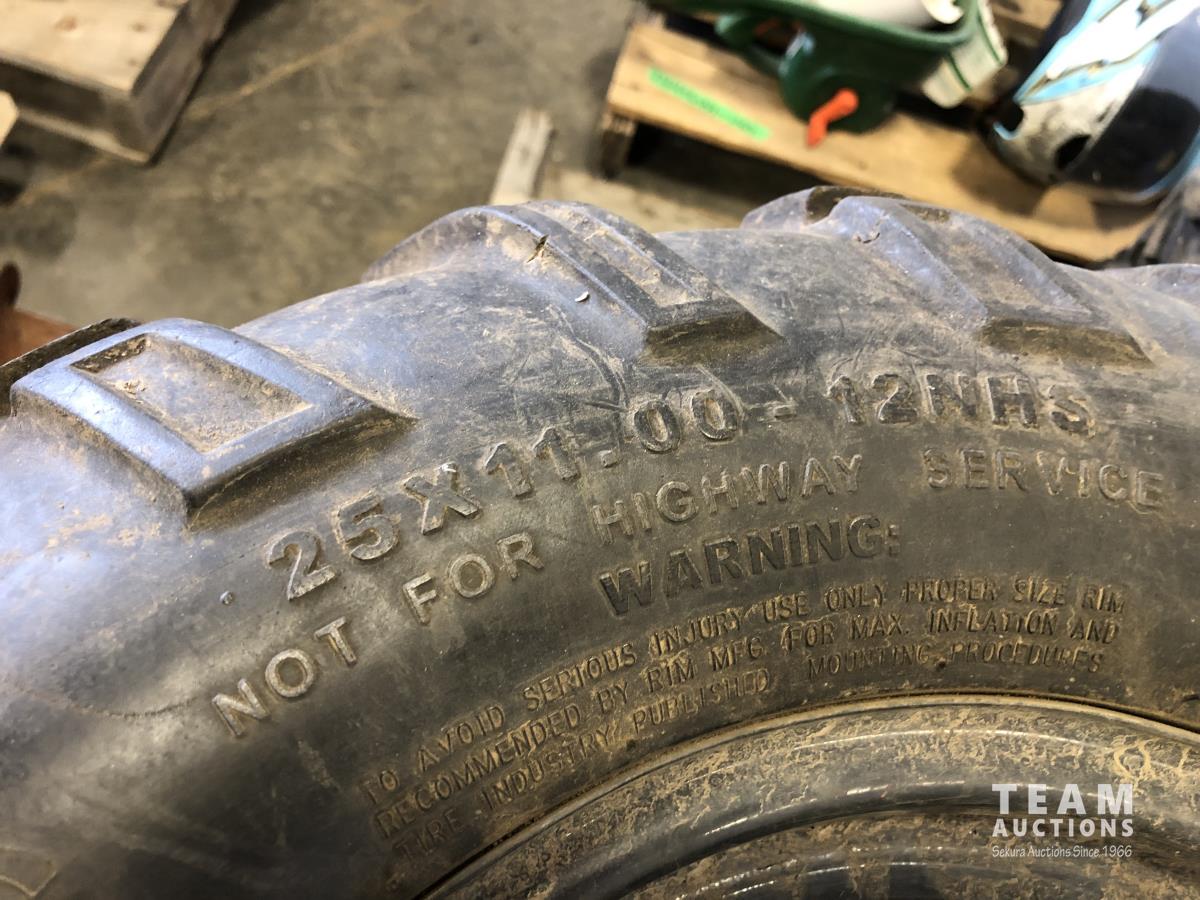 25X11.00-12NHS
NOT FOR HIGHWAY SERVICE
WARNING:
TO AVOID SERIOUS INJURY USE ONLY PROPER SIZE RIM
RECOMMENDED BY RIM MFG. FOR MAX. INFLATION AND
TIRE INDUSTRY PUBLISHED MOUNTING PROCEDURES
TEAM
AUCTIONS
Sekura Auctions Since 1966